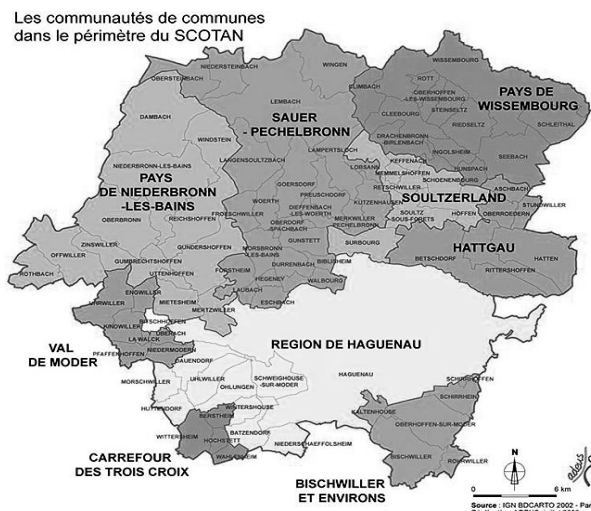 Les communautés de communes
dans le périmètre du SCOTAN
WISSEMBOURG
NIEDERSTEINBACH
WINGEN
OBERSTEINBACH
CLIMBACH
ROTT
OBERHOFFEN
-LES-WISSEMBOURG
PAYS DE
WISSEMBOURG
LEMBACH
STEINSELTZ
CLEEBOURG
RIEDSELTZ
SCHLEITHAL
DAMBACH
SAUER
- PECHELBRONN
DRACHENBRONN
-BIRLENBACH
INGOLSHEIM
WINDSTEIN
LAMPERTSLOCH
KEFFENACH
HUNSPACH
SEEBACH
NIEDERBRONN-LES-BAINS
LANGENSOULTZBACH
LOBSANN
MEMMELSHOFFEN
SCHOENENBOURG
PAYS
DE NIEDERBRONN
-LES-BAINS
GOERSDORF
RETSCHWILLER
ASCHBACH
PREUSCHDORF
KUTZENHAUSEN
SOULTZERLAND
STUNDWILLER
WOERTH
DIEFFENBACH
-LES-WOERTH
OBERBRONN
REICHSHOFFEN
FROESCHWILLER
OBERDORF
-SPACHBACH
MERKWILLER
PECHELBRONN
SOULTZ
-SOUS-FORETS
HOFFEN
OBERROEDERN
ZINSWILLER
GUNSTETT
OFFWILLER
GUNDERSHOFFEN
MORSBRONN
-LES-BAINS
SURBOURG
HATTGAU
GUMBRECHTSHOFFEN
DURRENBACH
BIBLISHEIM
BETSCHDORF
HATTEN
ROTHBACH
UTTENHOFFEN
FORSTHEIM
HEGENEY
WALBOURG
RITTERSHOFFEN
ENGWILLER
LAUBACH
UHRWILLER
MIETESHEIM
ESCHBACH
MERTZWILLER
BITSCHHOFFEN
KINDWILLER
UBERACH
VAL
DE MODER
LA-WALCK
REGION DE HAGUENAU
PFAFFENHOFFEN
NIEDERMODERN
DAUENDORF
SCHWEIGHOUSE
-SUR-MODER
HAGUENAU
MORSCHWILLER
UHLWILLER
OHLUNGEN
SCHIRRHOFFEN
SCHIRRHEIN
HUTTENDORF
WINTERSHOUSE
KALTENHOUSE
BERSTHEIM
OBERHOFFEN-SUR-MODER
WITTERSHEIM
HOCHSTETT
BATZENDORF
NIEDERSCHAEFFOLSHEIM
WAHLENHEIM
BISCHWILLER
ROHRWILLER
CARREFOUR
DES TROIS CROIX
BISCHWILLER
ET ENVIRONS
N
0 6 km
adeus
Source : IGN BDCARTO 2002 - Par